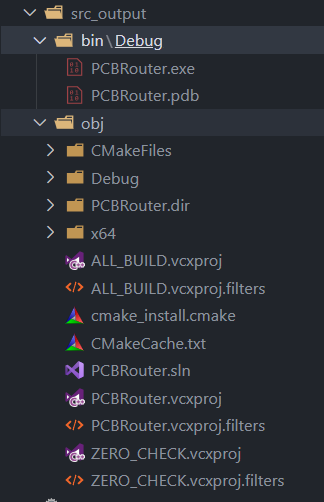 src_output
bin\Debug
PCBRouter.exe
PCBRouter.pdb
obj
CMakeFiles
Debug
PCBRouter.dir
x64
ALL_BUILD.vcxproj
ALL_BUILD.vcxproj.filters
cmake_install.cmake
CMakeCache.txt
PCBRouter.sln
PCBRouter.vcxproj
PCBRouter.vcxproj.filters
ZERO_CHECK.vcxproj
ZERO_CHECK.vcxproj.filters